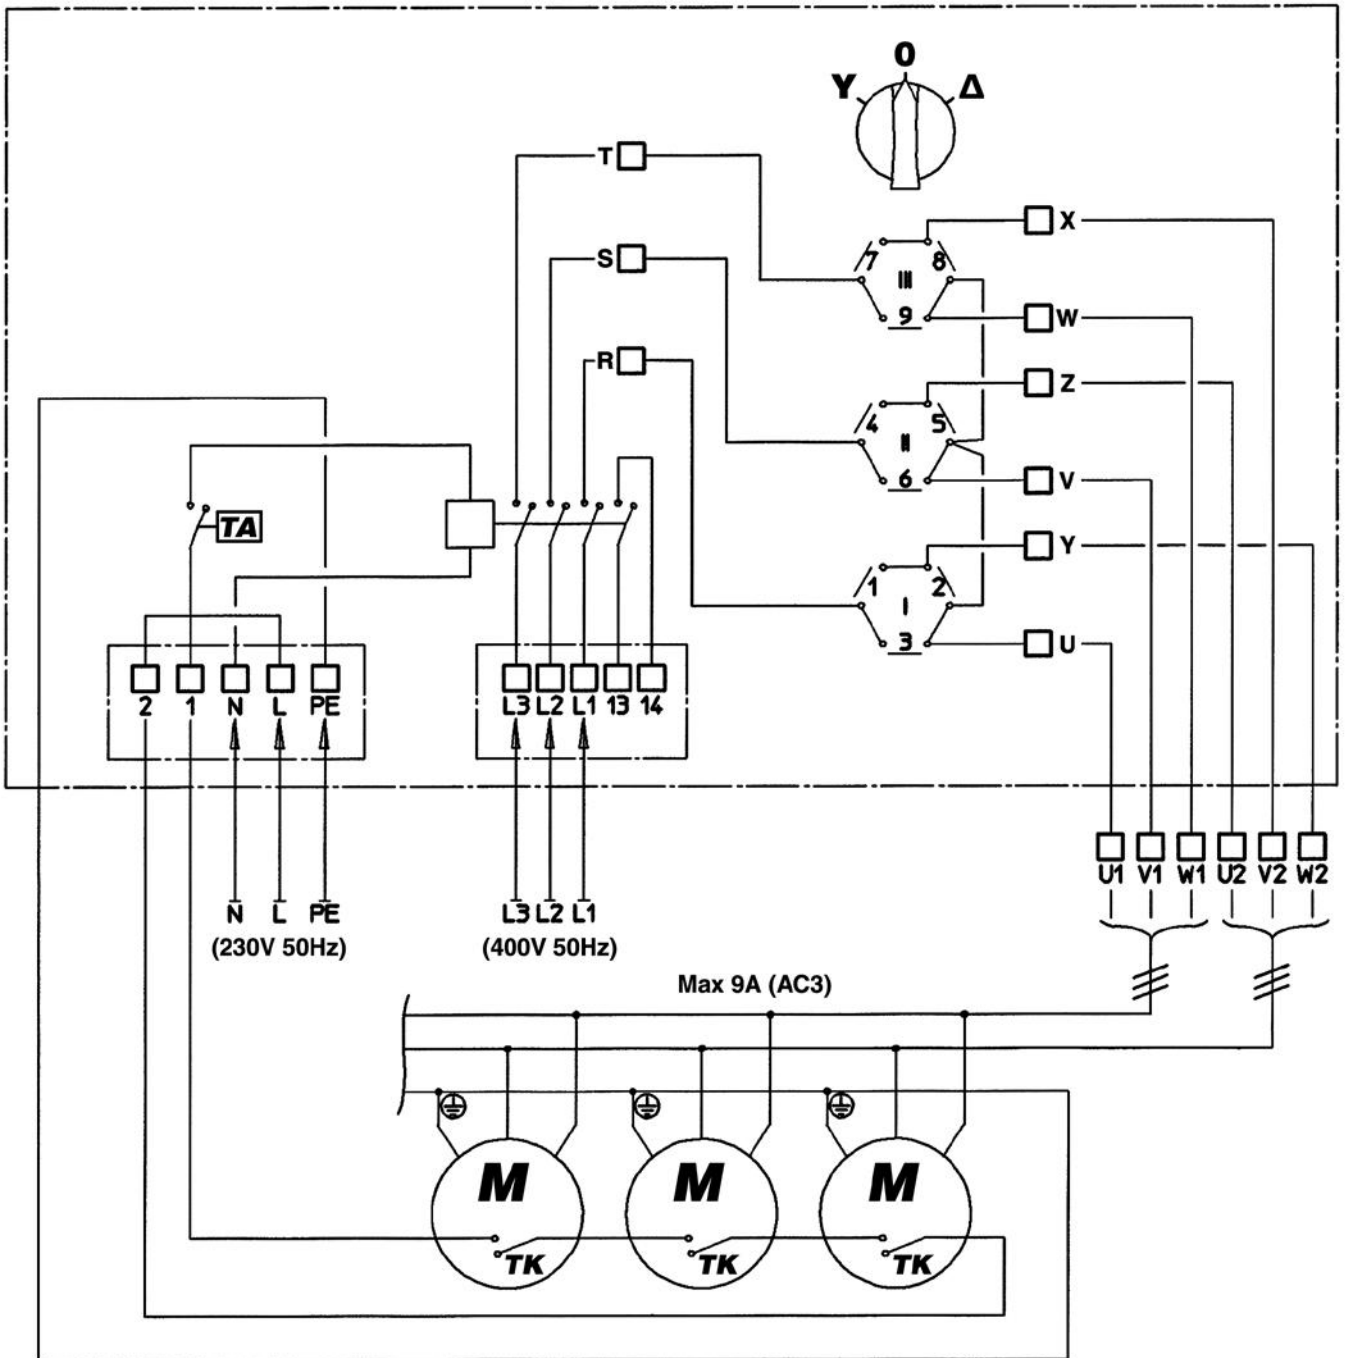 0
Y Δ
T
X
S
7 8
III
9
W
R
Z
4 5
II
6
V
TA
Y
1 2
I
3
U
2 1 N L PE
L3 L2 L1 13 14
U1 V1 W1 U2 V2 W2
N L PE
(230V 50Hz)
L3 L2 L1
(400V 50Hz)
Max 9A (AC3)
M M M
TK TK TK